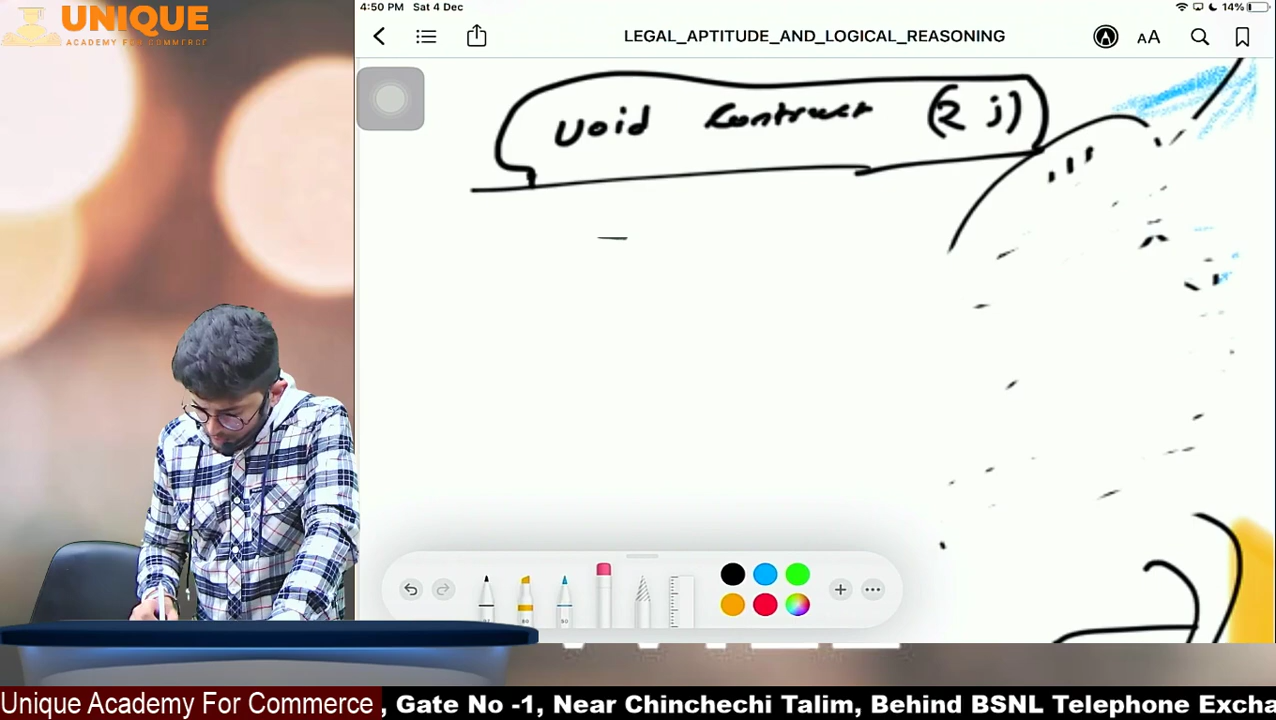 UNIQUE
ACADEMY FOR COMMERCE
4:50 PM Sat 4 Dec
14%
LEGAL_APTITUDE_AND_LOGICAL_REASONING
AA
void Contract (2 j)
Unique Academy For Commerce , Gate No -1, Near Chinchechi Talim, Behind BSNL Telephone Excha